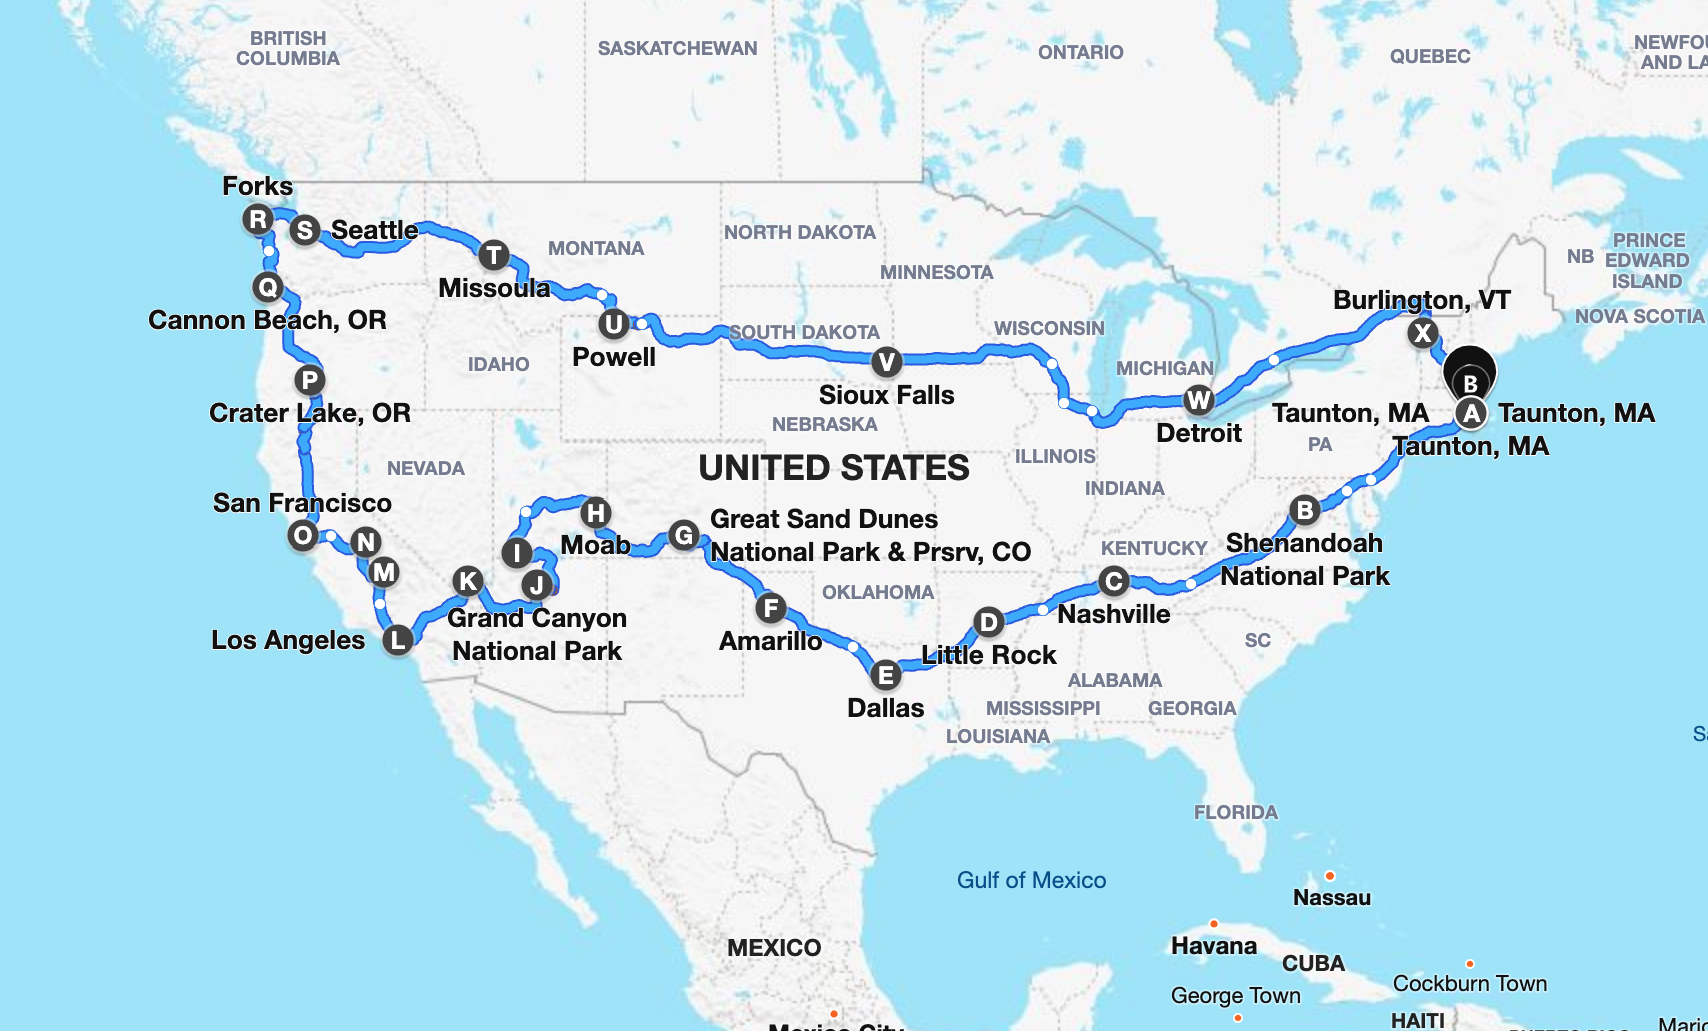 BRITISH
COLUMBIA
SASKATCHEWAN
ONTARIO
QUEBEC
NEWFOU
AND LA
Forks
R
S
Seattle
T
Missoula
MONTANA
NORTH DAKOTA
MINNESOTA
NB
PRINCE
EDWARD
ISLAND
NOVA SCOTIA
Q
Cannon Beach, OR
U
Powell
SOUTH DAKOTA
WISCONSIN
Burlington, VT
X
IDAHO
V
Sioux Falls
MICHIGAN
P
Crater Lake, OR
NEBRASKA
W
Detroit
B
Taunton, MA
A
Taunton, MA
Taunton, MA
PA
NEVADA
UNITED STATES
ILLINOIS
INDIANA
San Francisco
O
N
M
H
Moab
I
J
G
Great Sand Dunes
National Park & Prsrv, CO
KENTUCKY
B
Shenandoah
National Park
K
Grand Canyon
National Park
L
Los Angeles
F
Amarillo
OKLAHOMA
C
Nashville
D
Little Rock
SC
E
Dallas
ALABAMA
MISSISSIPPI
GEORGIA
LOUISIANA
Sa
FLORIDA
Gulf of Mexico
Nassau
MEXICO
Havana
CUBA
Cockburn Town
George Town
HAITI
Mexico City
PUERTO RICO
Mari